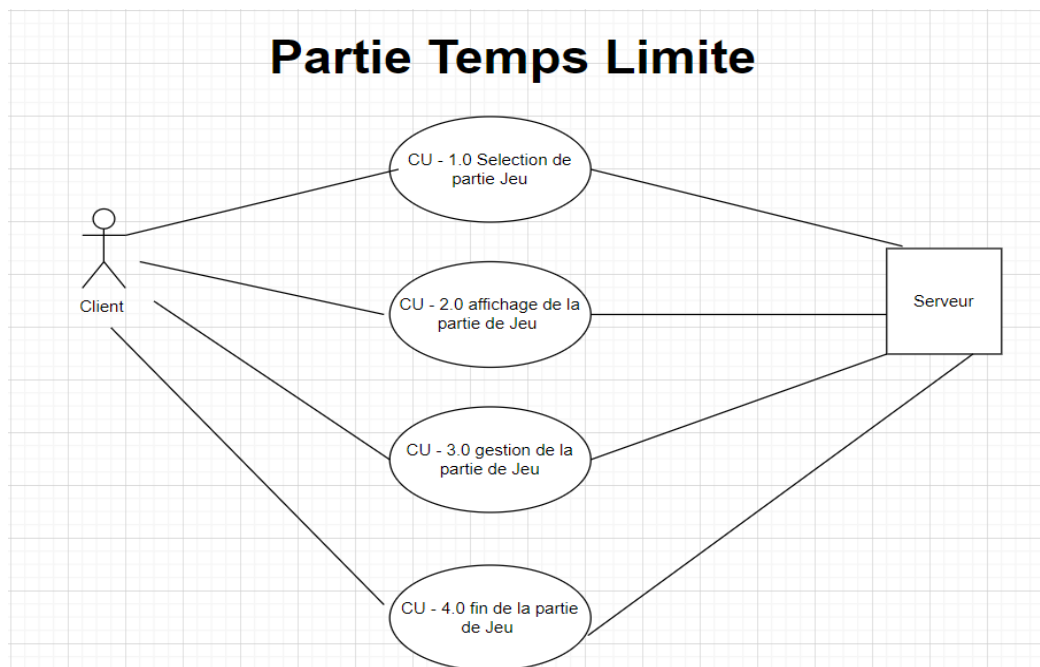 Partie Temps Limite
CU - 1.0 Selection de
partie Jeu
Client
CU - 2.0 affichage de la
partie de Jeu
Serveur
CU - 3.0 gestion de la
partie de Jeu
CU - 4.0 fin de la partie
de Jeu